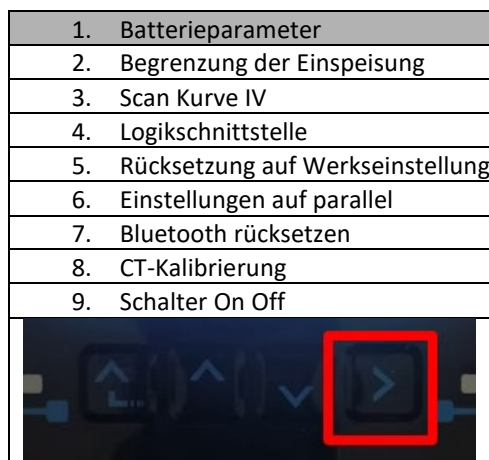 1. Batterieparameter
2. Begrenzung der Einspeisung
3. Scan Kurve IV
4. Logikschnittstelle
5. Rücksetzung auf Werkseinstellung
6. Einstellungen auf parallel
7. Bluetooth rücksetzen
8. CT-Kalibrierung
9. Schalter On Off